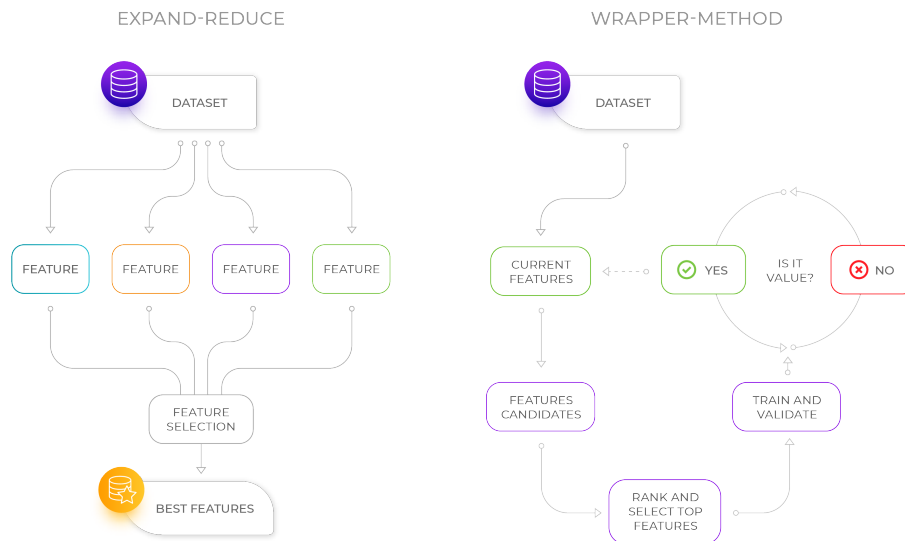 EXPAND-REDUCE
DATASET
FEATURE
FEATURE
FEATURE
FEATURE
FEATURE
SELECTION
BEST FEATURES
WRAPPER-METHOD
DATASET
CURRENT
FEATURES
YES
IS IT
VALUE?
NO
FEATURES
CANDIDATES
TRAIN AND
VALIDATE
RANK AND
SELECT TOP
FEATURES